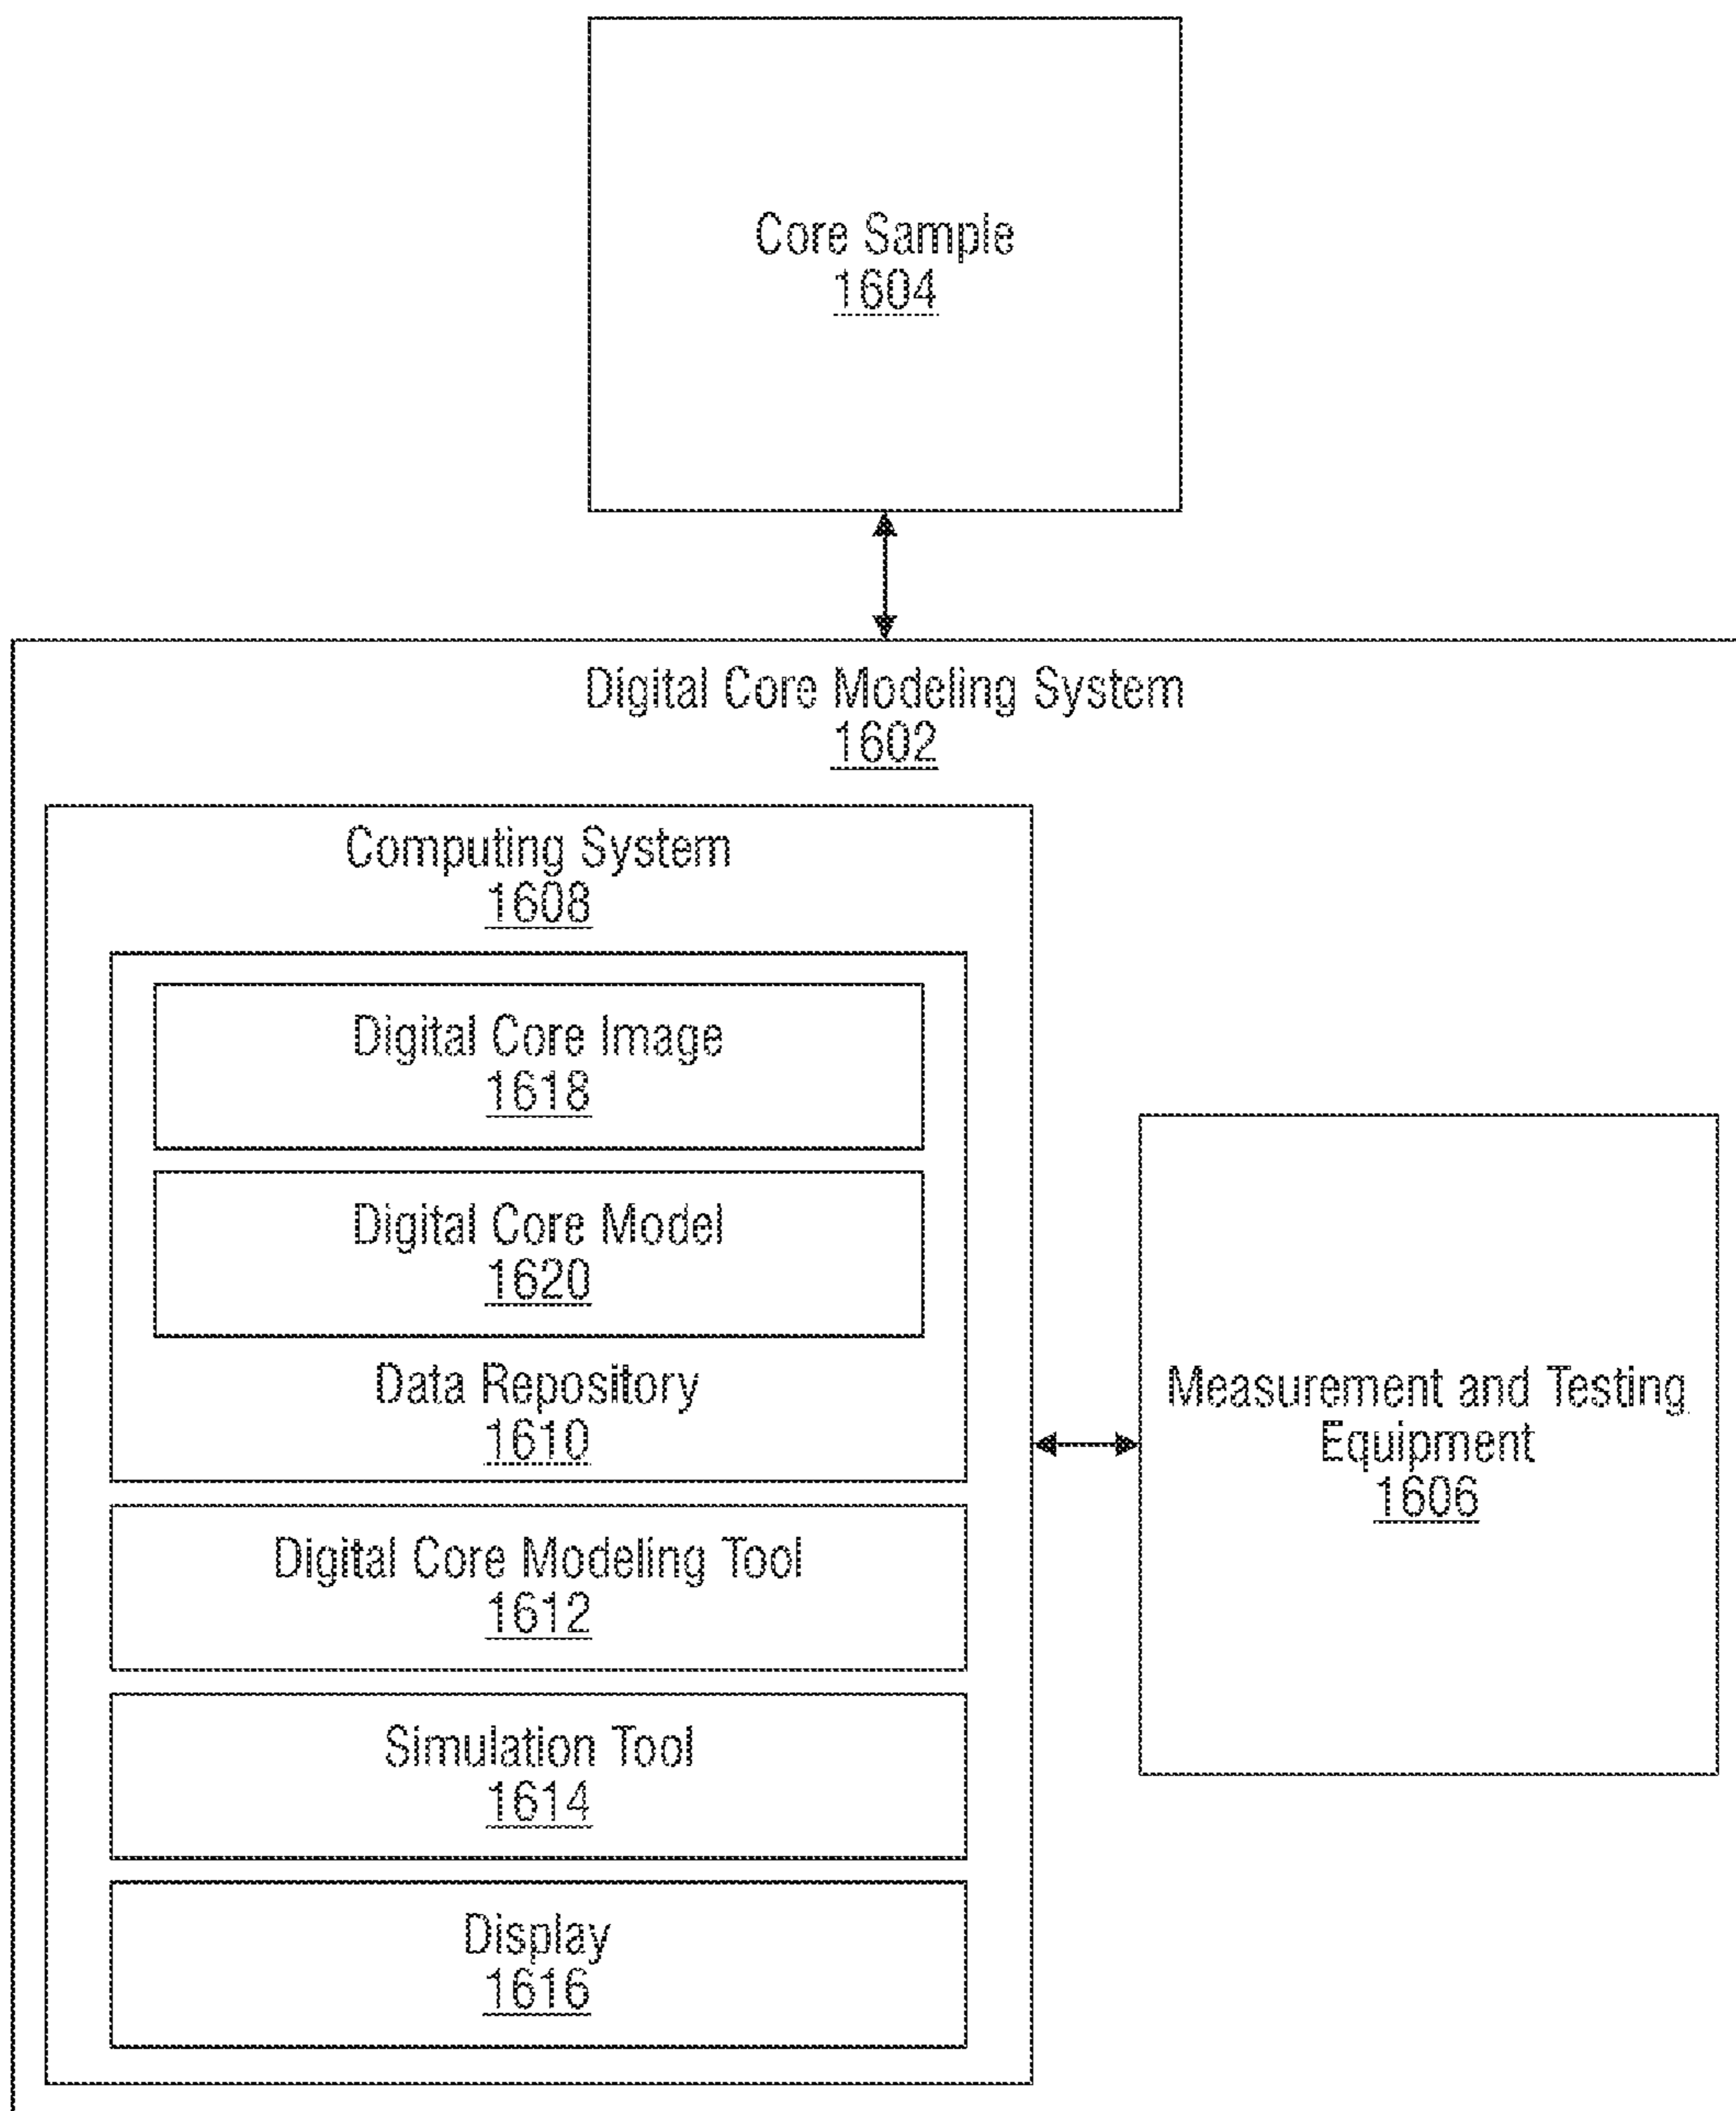 Core Sample
1604
Digital Core Modeling System
1602
Computing System
1608
Digital Core Image
1618
Digital Core Model
1620
Data Repository
1610
Digital Core Modeling Tool
1612
Simulation Tool
1614
Display
1616
Measurement and Testing
Equipment
1606